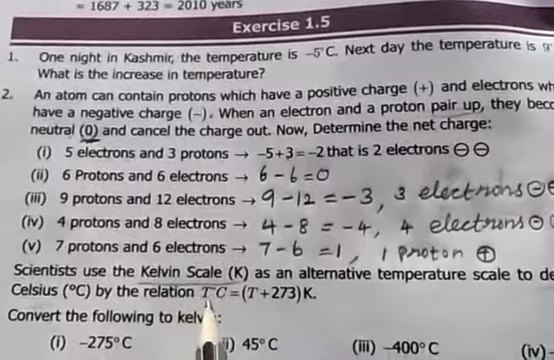 = 1687 + 323 = 2010 years
Exercise 1.5
1. One night in Kashmir, the temperature is –5°C. Next day the temperature is 9°
What is the increase in temperature?
2. An atom can contain protons which have a positive charge (+) and electrons wh
have a negative charge (–). When an electron and a proton pair up, they beco
neutral (0) and cancel the charge out. Now, Determine the net charge:
(i) 5 electrons and 3 protons → –5+3=–2 that is 2 electrons ⊖⊖
(ii) 6 Protons and 6 electrons → 6 - 6 = 0
(iii) 9 protons and 12 electrons → 9 - 12 = -3, 3 electrons ⊖⊖
(iv) 4 protons and 8 electrons → 4 - 8 = -4, 4 electrons ⊖
(v) 7 protons and 6 electrons → 7 - 6 = 1, 1 proton ⊕
Scientists use the Kelvin Scale (K) as an alternative temperature scale to de
Celsius (°C) by the relation T°C=(T+273)K.
Convert the following to kelv :
(i) –275°C (ii) 45°C (iii) –400°C (iv) –